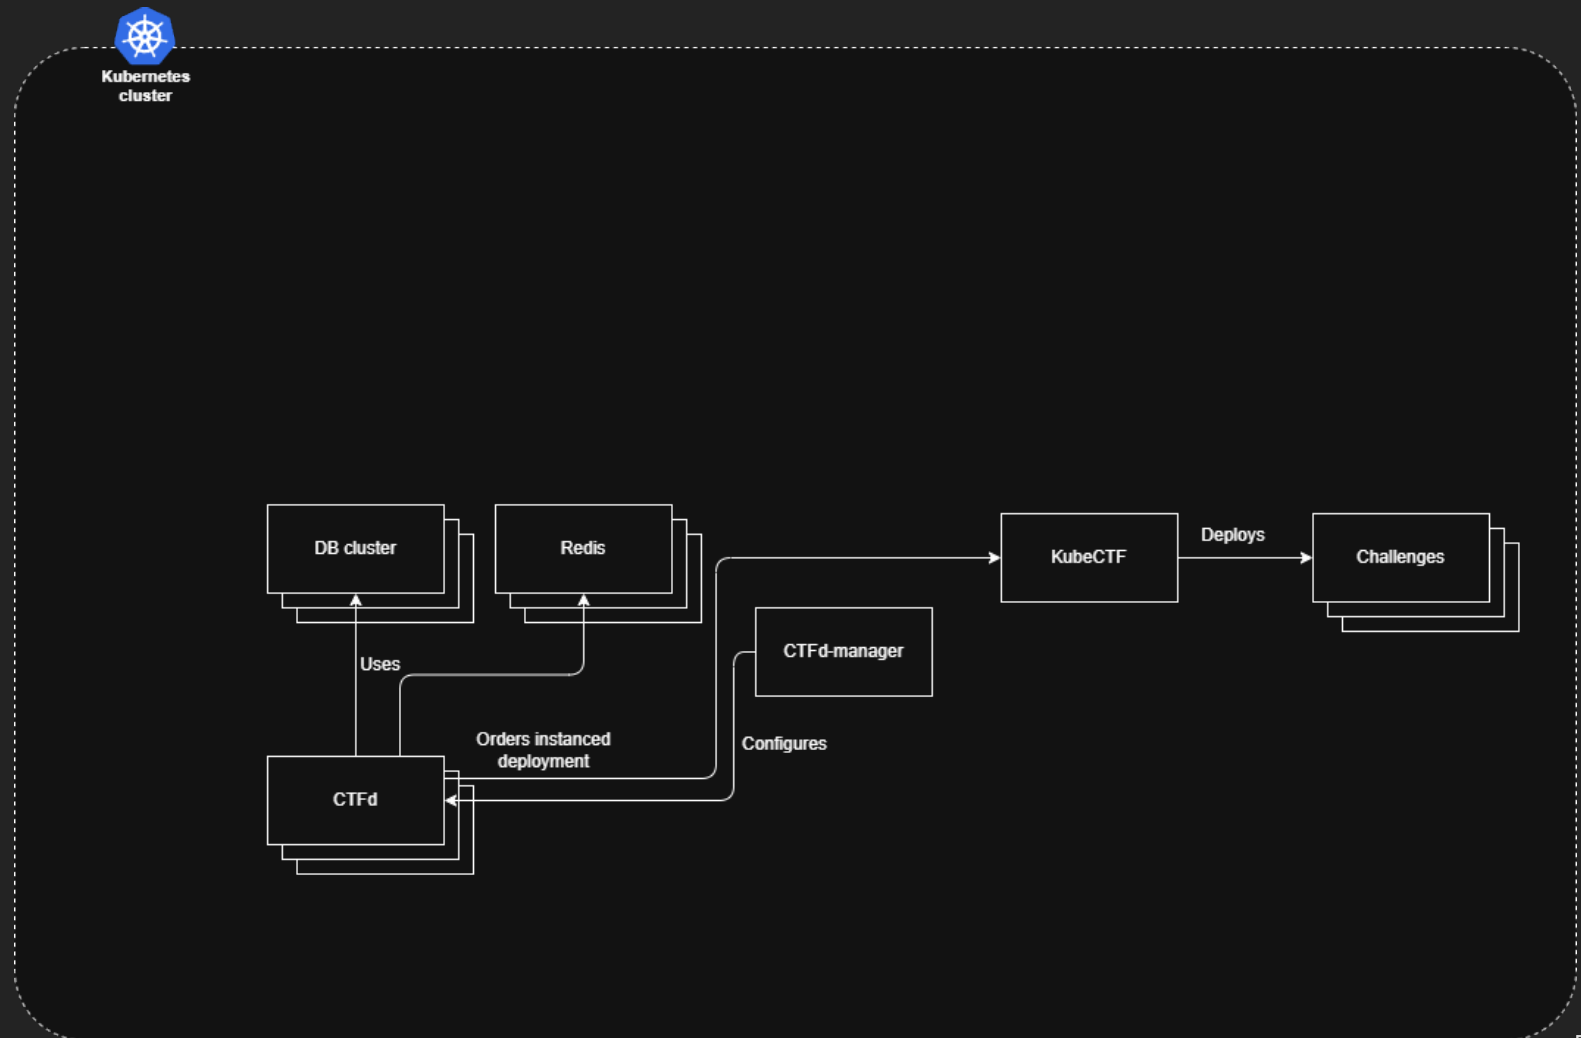 Kubernetes
cluster
DB cluster
Redis
KubeCTF
Deploys
Challenges
CTFd-manager
Uses
Orders instanced
deployment
Configures
CTFd